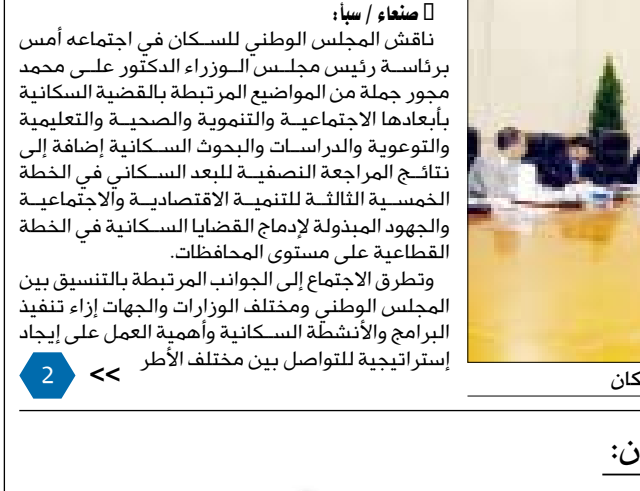 صنعاء / سبأ:
ناقش المجلس الوطني للسكان في اجتماعه أمس
برئاسة رئيس مجلس الوزراء الدكتور علي محمد
مجور جملة من المواضيع المرتبطة بالقضية السكانية
بأبعادها الاجتماعية والتنموية والصحية والتعليمية
والتوعوية والدراسات والبحوث السكانية إضافة إلى
نتائج المراجعة النصفية للبعد السكاني في الخطة
الخمسية الثالثة للتنمية الاقتصادية والاجتماعية
والجهود المبذولة لإدماج القضايا السكانية في الخطة
القطاعية على مستوى المحافظات.
وتطرق الاجتماع إلى الجوانب المرتبطة بالتنسيق بين
المجلس الوطني ومختلف الوزارات والجهات إزاء تنفيذ
البرامج والأنشطة السكانية وأهمية العمل على إيجاد
إستراتيجية للتواصل بين مختلف الأطر >> 2
كان
ن: